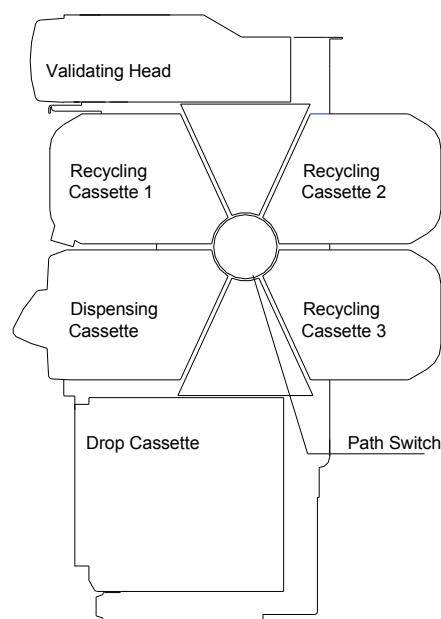 Validating Head
Recycling
Cassette 1
Recycling
Cassette 2
Dispensing
Cassette
Recycling
Cassette 3
Drop Cassette
Path Switch